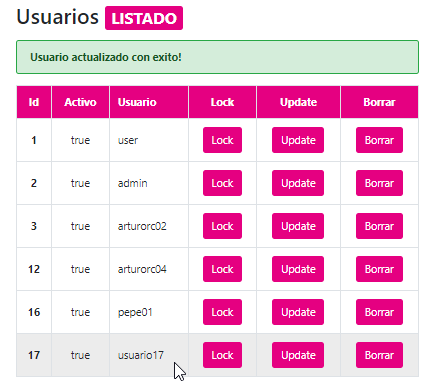 Usuarios LISTADO
Usuario actualizado con exito!
Id Activo Usuario Lock Update Borrar
1 true user Lock Update Borrar
2 true admin Lock Update Borrar
3 true arturorc02 Lock Update Borrar
12 true arturorc04 Lock Update Borrar
16 true pepe01 Lock Update Borrar
17 true usuario17 Lock Update Borrar